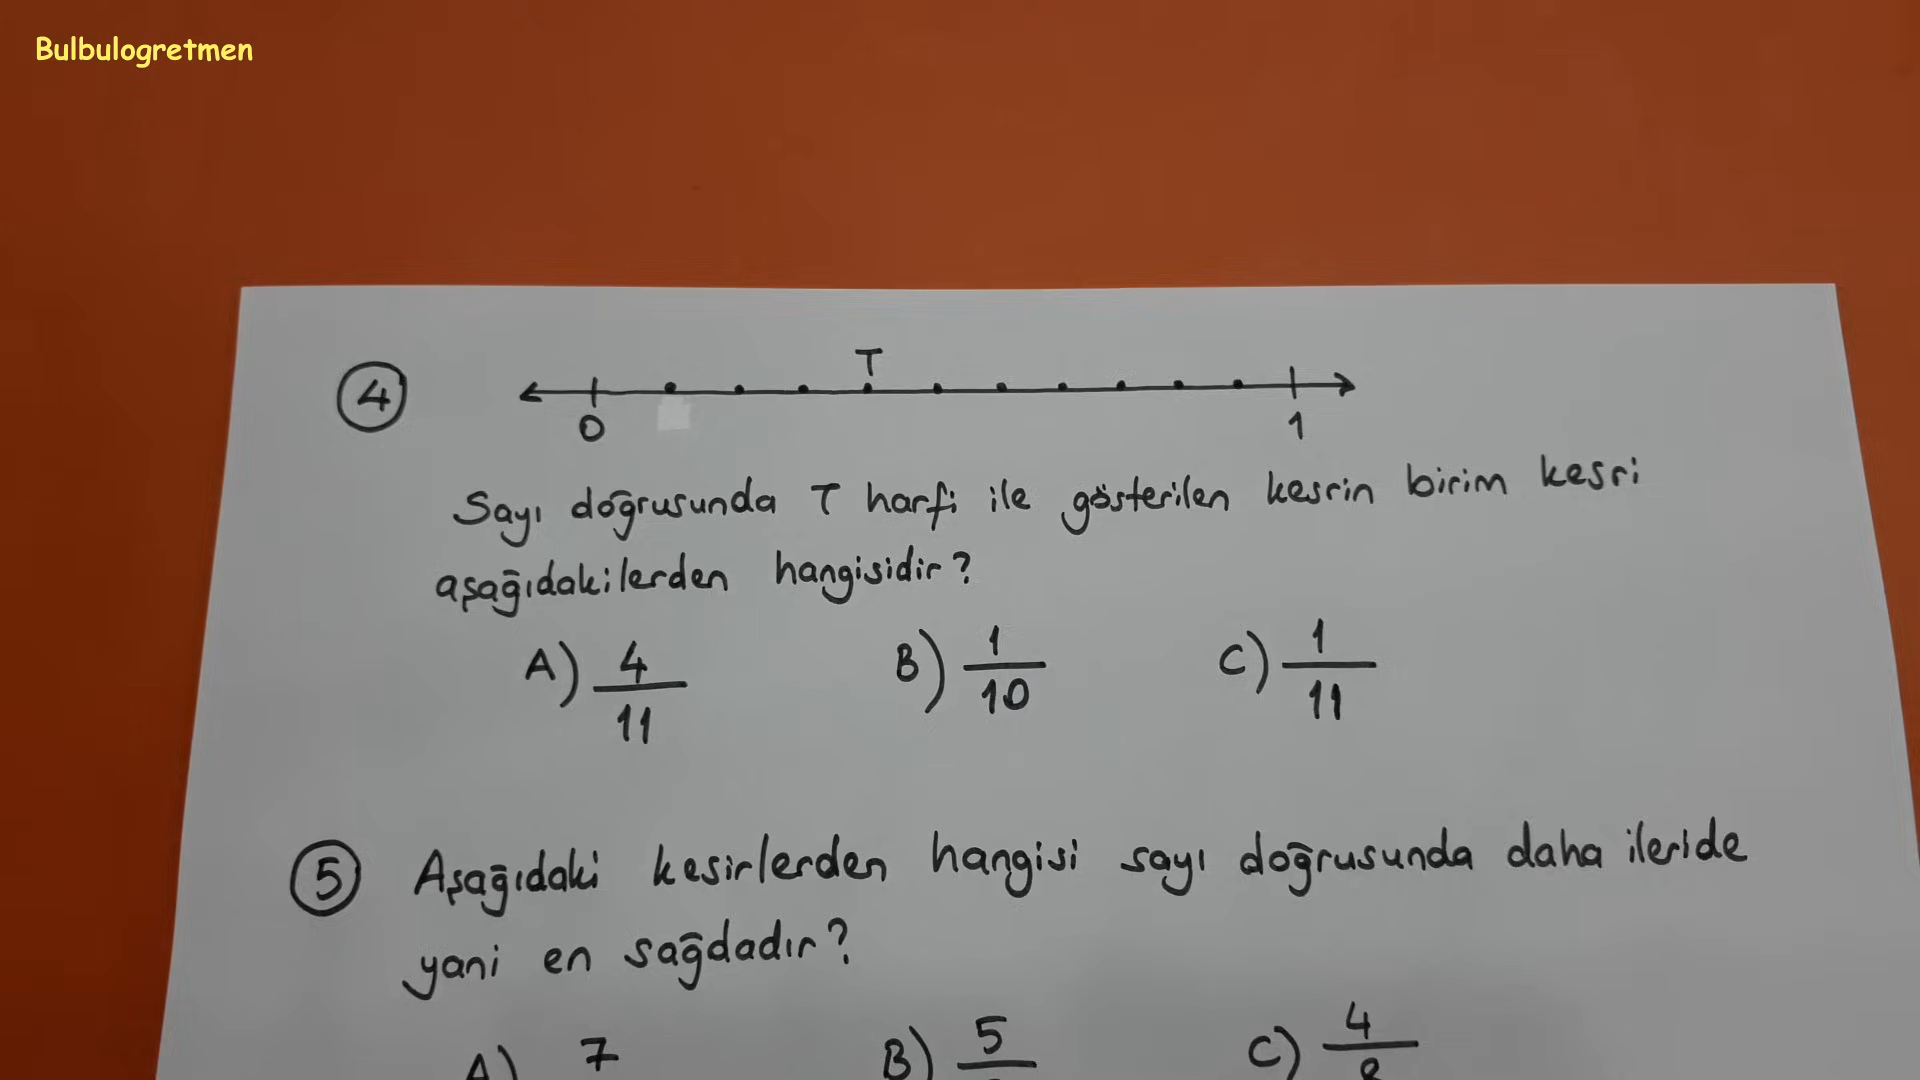 Bulbulogretmen
4
T
0 1
Sayı doğrusunda T harfi ile gösterilen kesrin birim kesri
aşağıdakilerden hangisidir?
A) 4/11 B) 1/10 C) 1/11
5 Aşağıdaki kesirlerden hangisi sayı doğrusunda daha ileride
yani en sağdadır?
A) 7 B) 5 C) 4